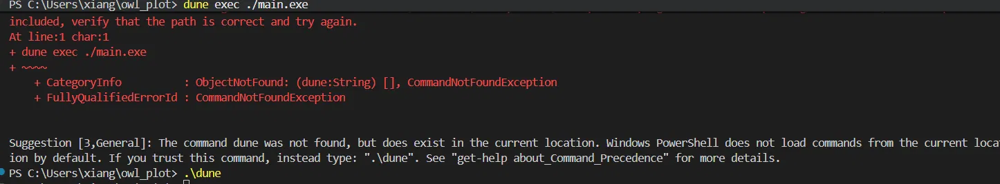 PS C:\Users\xiang\owl_plot> dune exec ./main.exe
included, verify that the path is correct and try again.
At line:1 char:1
+ dune exec ./main.exe
+ ~~~~
    + CategoryInfo          : ObjectNotFound: (dune:String) [], CommandNotFoundException
    + FullyQualifiedErrorId : CommandNotFoundException
Suggestion [3,General]: The command dune was not found, but does exist in the current location. Windows PowerShell does not load commands from the current locat
ion by default. If you trust this command, instead type: ".\dune". See "get-help about_Command_Precedence" for more details.
PS C:\Users\xiang\owl_plot> .\dune